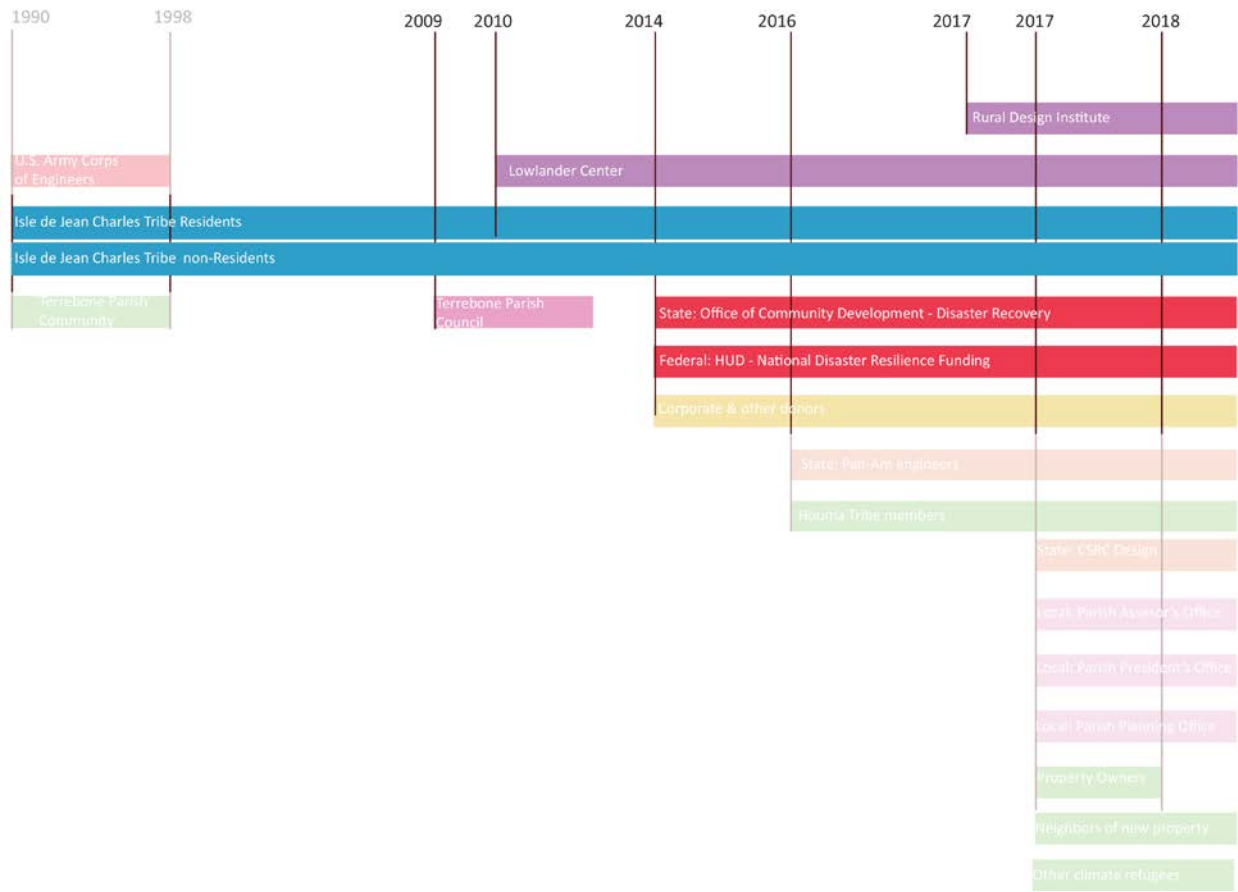 1990 1998 2009 2010 2014 2016 2017 2017 2018
Rural Design Institute
U.S. Army Corps
of Engineers
Lowlander Center
Isle de Jean Charles Tribe Residents
Isle de Jean Charles Tribe non-Residents
Terrebone Parish
Community
Terrebone Parish
Council
State: Office of Community Development - Disaster Recovery
Federal: HUD - National Disaster Resilience Funding
Corporate & other donors
State: Pan-Am engineers
Houma Tribe members
State: CSRC Design
Local: Parish Assesor's Office
Local: Parish President's Office
Local: Parish Planning Office
Property Owners
Neighbors of new property
Other climate refugees